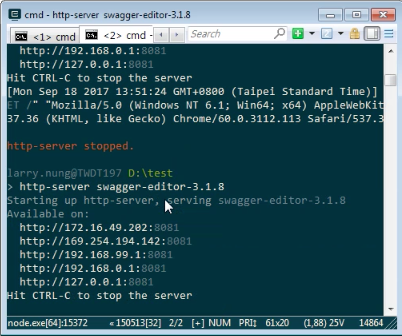 cmd - http-server swagger-editor-3.1.8
<1> cmd
<2> cmd
Search
http://192.168.0.1:8081
http://127.0.0.1:8081
Hit CTRL-C to stop the server
[Mon Sep 18 2017 13:51:24 GMT+0800 (Taipei Standard Time)]
ET /" "Mozilla/5.0 (Windows NT 6.1; Win64; x64) AppleWebKit
37.36 (KHTML, like Gecko) Chrome/60.0.3112.113 Safari/537.3
http-server stopped.
larry.nung@TWDT197 D:\test
> http-server swagger-editor-3.1.8
Starting up http-server, serving swagger-editor-3.1.8
Available on:
http://172.16.49.202:8081
http://169.254.194.142:8081
http://192.168.99.1:8081
http://192.168.0.1:8081
http://127.0.0.1:8081
Hit CTRL-C to stop the server
node.exe[64]:15372 «150513[32] 2/2 [+] NUM PRI↕ 61x20 (1,88) 25V 14864